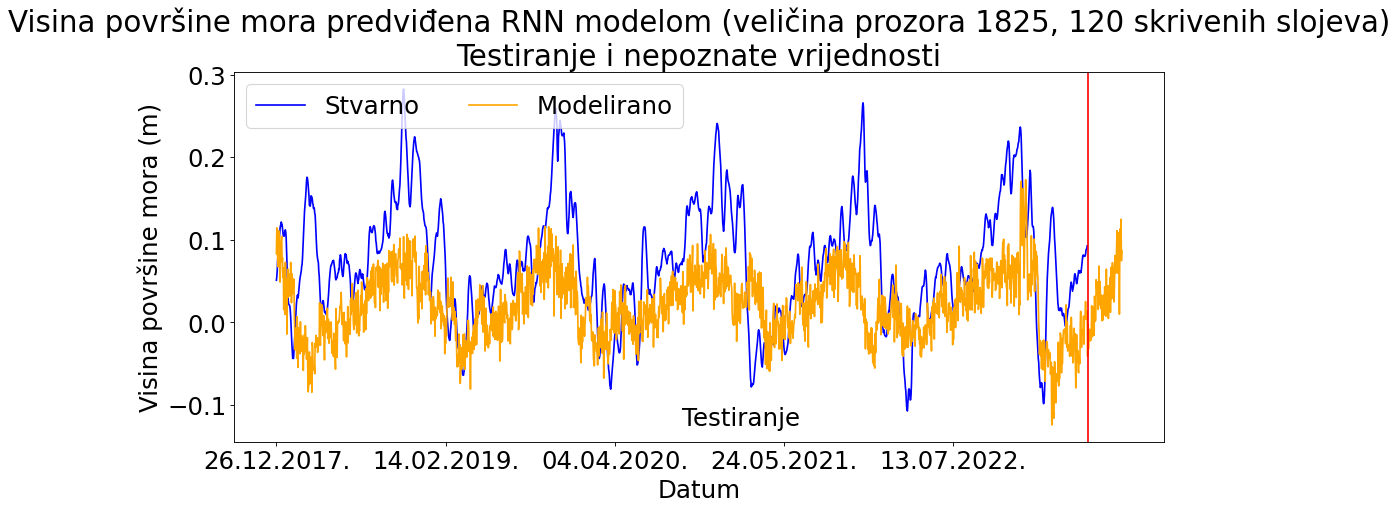 Visina površine mora predviđena RNN modelom (veličina prozora 1825, 120 skrivenih slojeva)
Testiranje i nepoznate vrijednosti
Visina površine mora (m)
0.3
0.2
0.1
0.0
−0.1
Stvarno
Modelirano
Testiranje
26.12.2017.
14.02.2019.
04.04.2020.
24.05.2021.
13.07.2022.
Datum